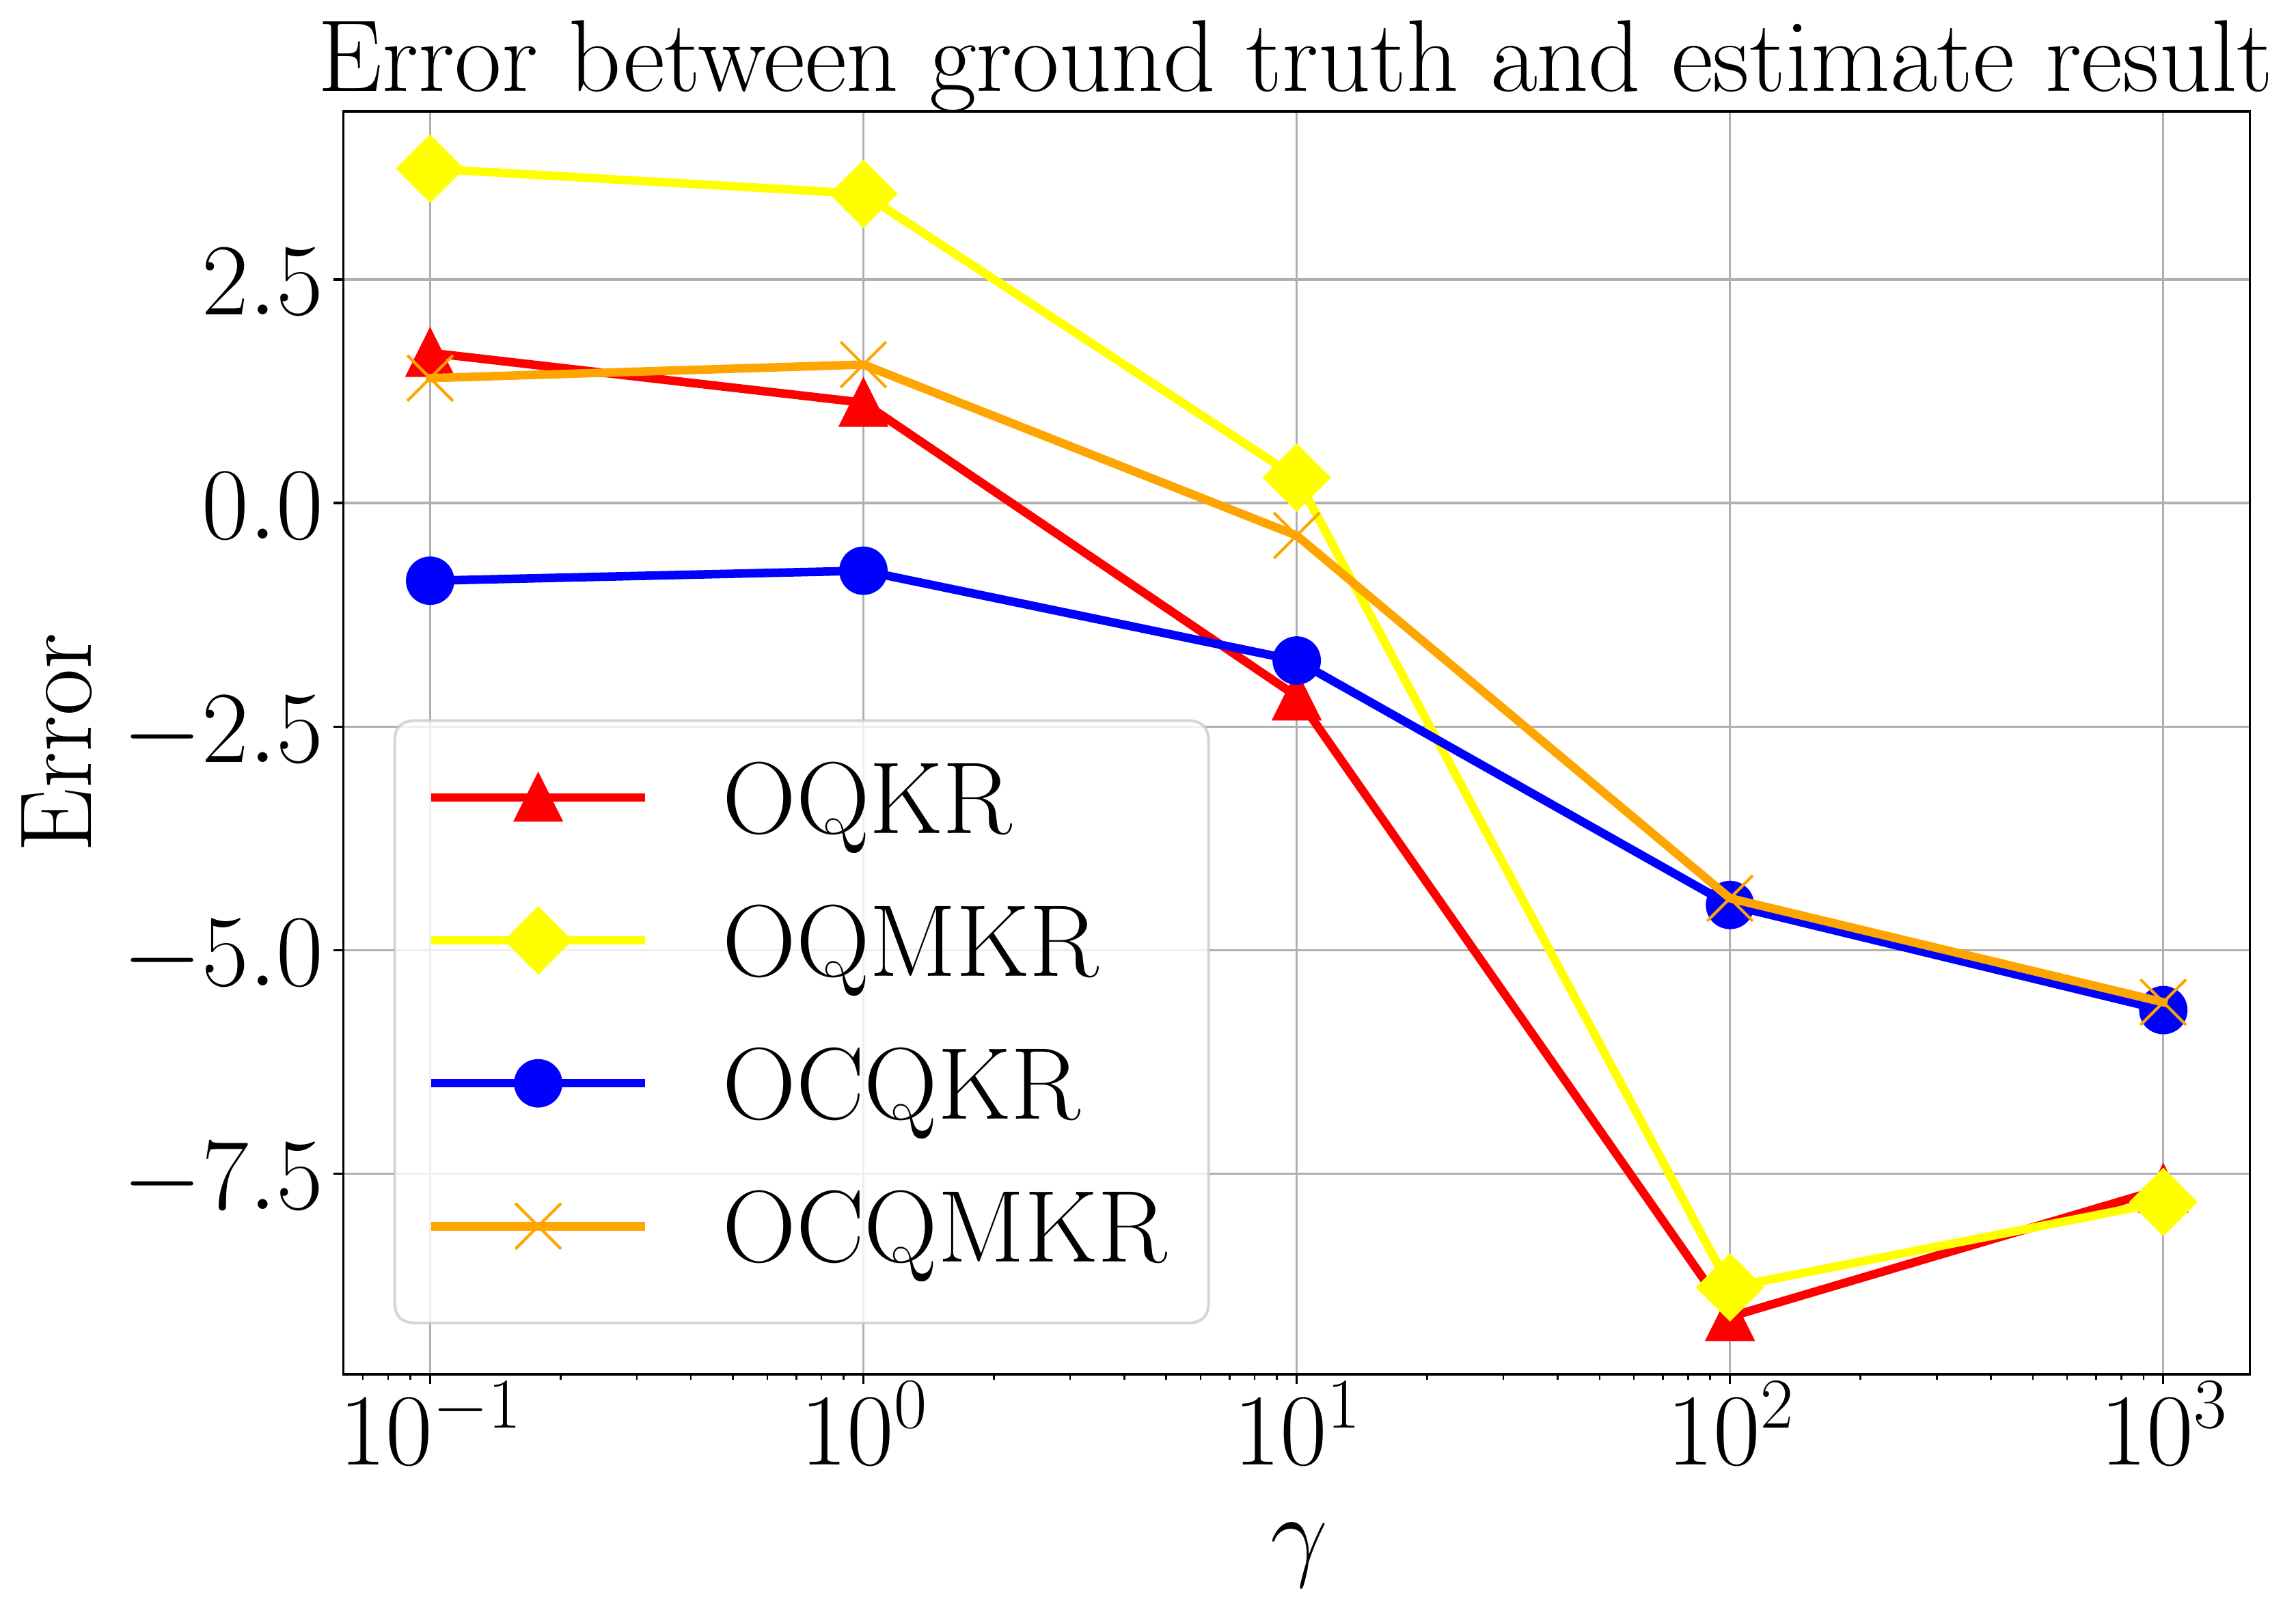 Error between ground truth and estimate result
Error
2.5
0.0
−2.5
−5.0
−7.5
OQKR
OQMKR
OCQKR
OCQMKR
10⁻¹ 10⁰ 10¹ 10² 10³
γ